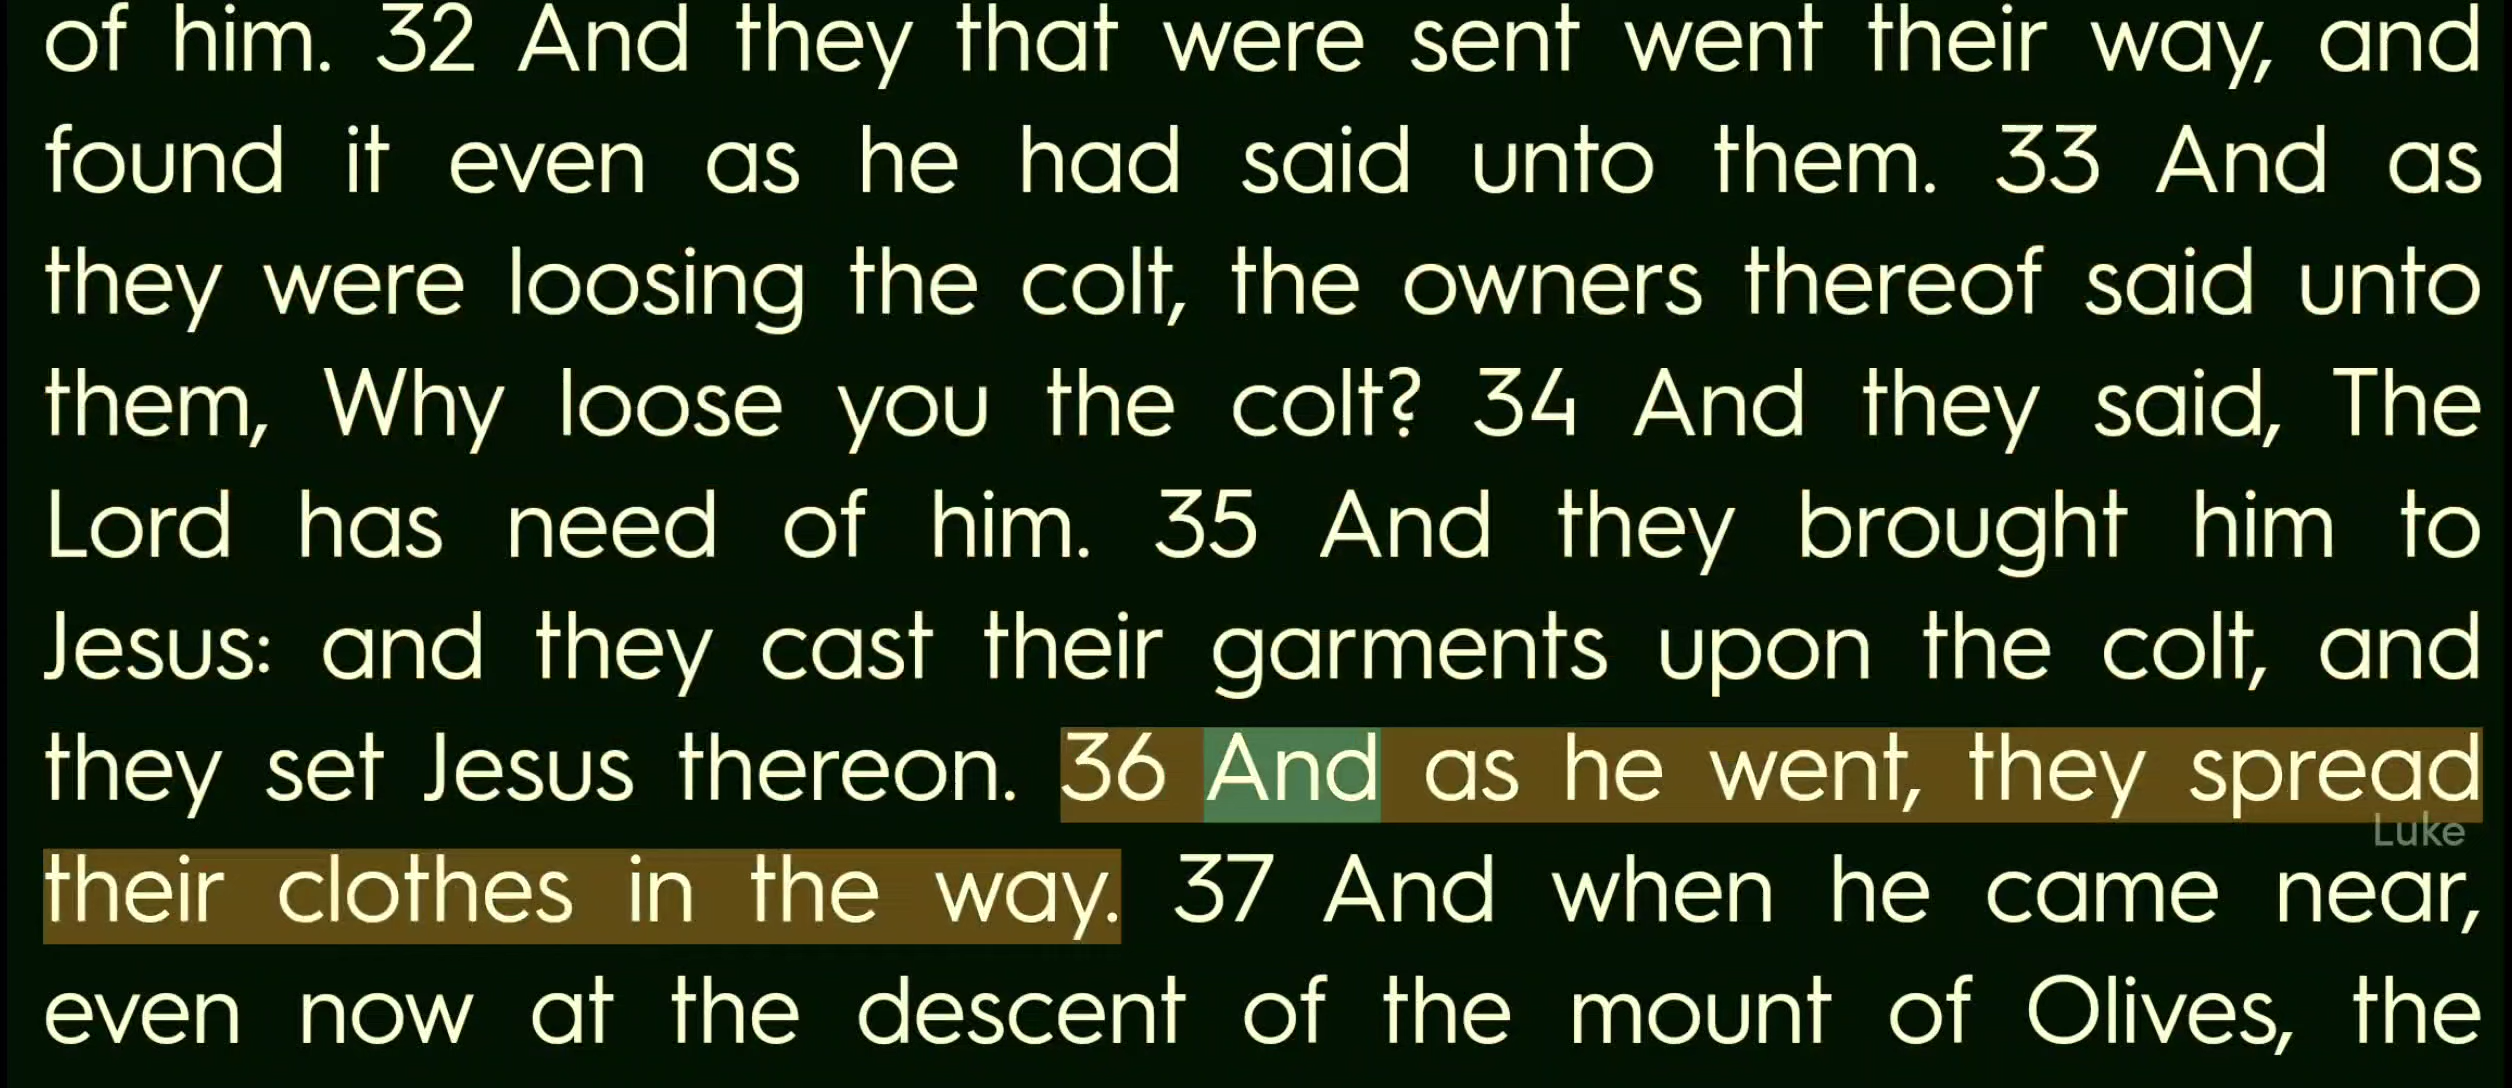 of him. 32 And they that were sent went their way, and
found it even as he had said unto them. 33 And as
they were loosing the colt, the owners thereof said unto
them, Why loose you the colt? 34 And they said, The
Lord has need of him. 35 And they brought him to
Jesus: and they cast their garments upon the colt, and
they set Jesus thereon. 36 And as he went, they spread
Luke
their clothes in the way. 37 And when he came near,
even now at the descent of the mount of Olives, the